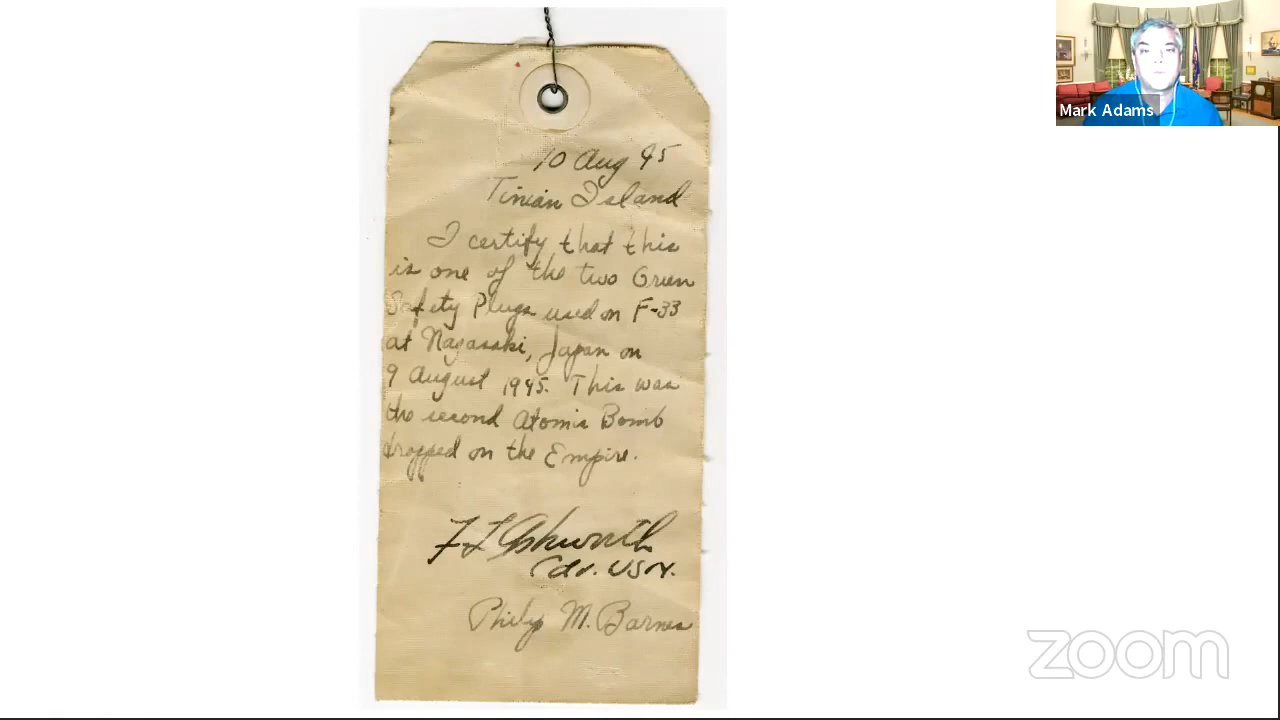 10 Aug 45
Tinian Island
I certify that this
is one of the two Green
Safety Plugs used on F-33
at Nagasaki, Japan on
9 August 1945. This was
the second Atomic Bomb
dropped on the Empire.
F L Ashworth
Cdr. USN.
Philip M. Barnes
Mark Adams
zoom